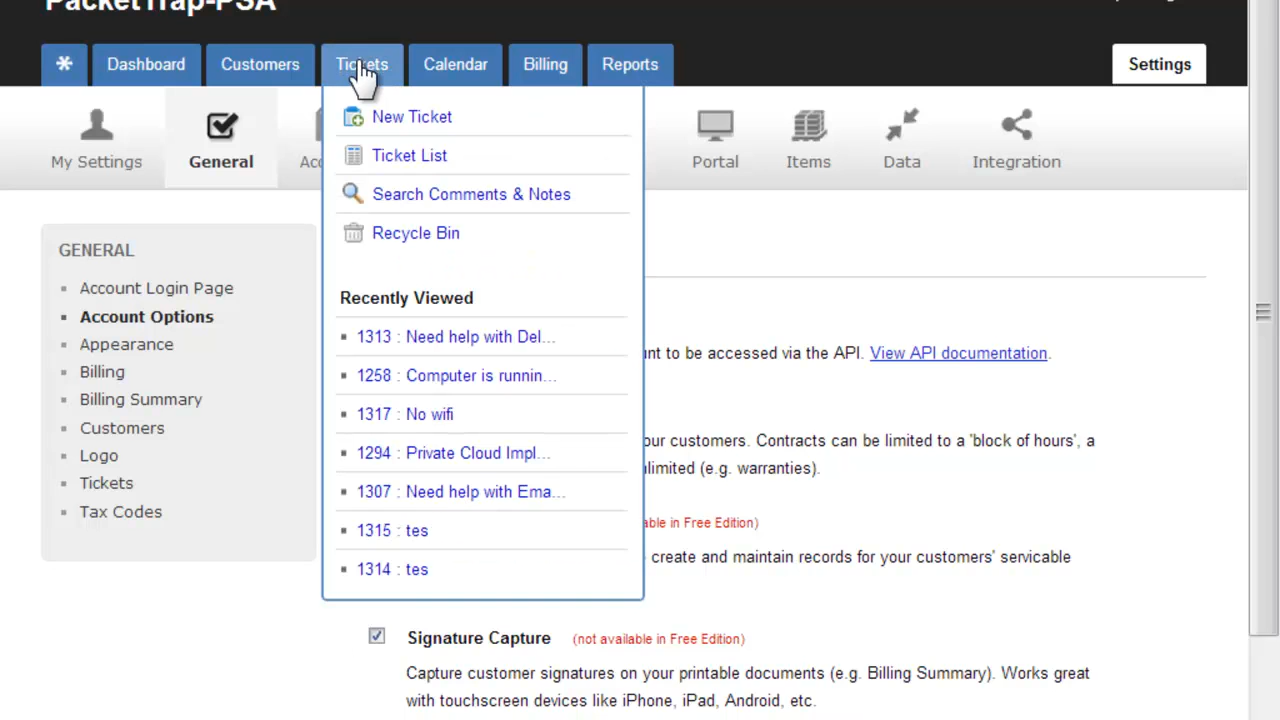 PacketTrap-PSA
* Dashboard Customers Tickets Calendar Billing Reports Settings
My Settings General Portal Items Data Integration
New Ticket
Ticket List
Search Comments & Notes
Recycle Bin
Recently Viewed
1313 : Need help with Del...
1258 : Computer is runnin...
1317 : No wifi
1294 : Private Cloud Impl...
1307 : Need help with Ema...
1315 : tes
1314 : tes
GENERAL
Account Login Page
Account Options
Appearance
Billing
Billing Summary
Customers
Logo
Tickets
Tax Codes
to be accessed via the API. View API documentation.
customers. Contracts can be limited to a 'block of hours', a
(e.g. warranties).
in Free Edition)
create and maintain records for your customers' servicable
Signature Capture (not available in Free Edition)
Capture customer signatures on your printable documents (e.g. Billing Summary). Works great
with touchscreen devices like iPhone, iPad, Android, etc.